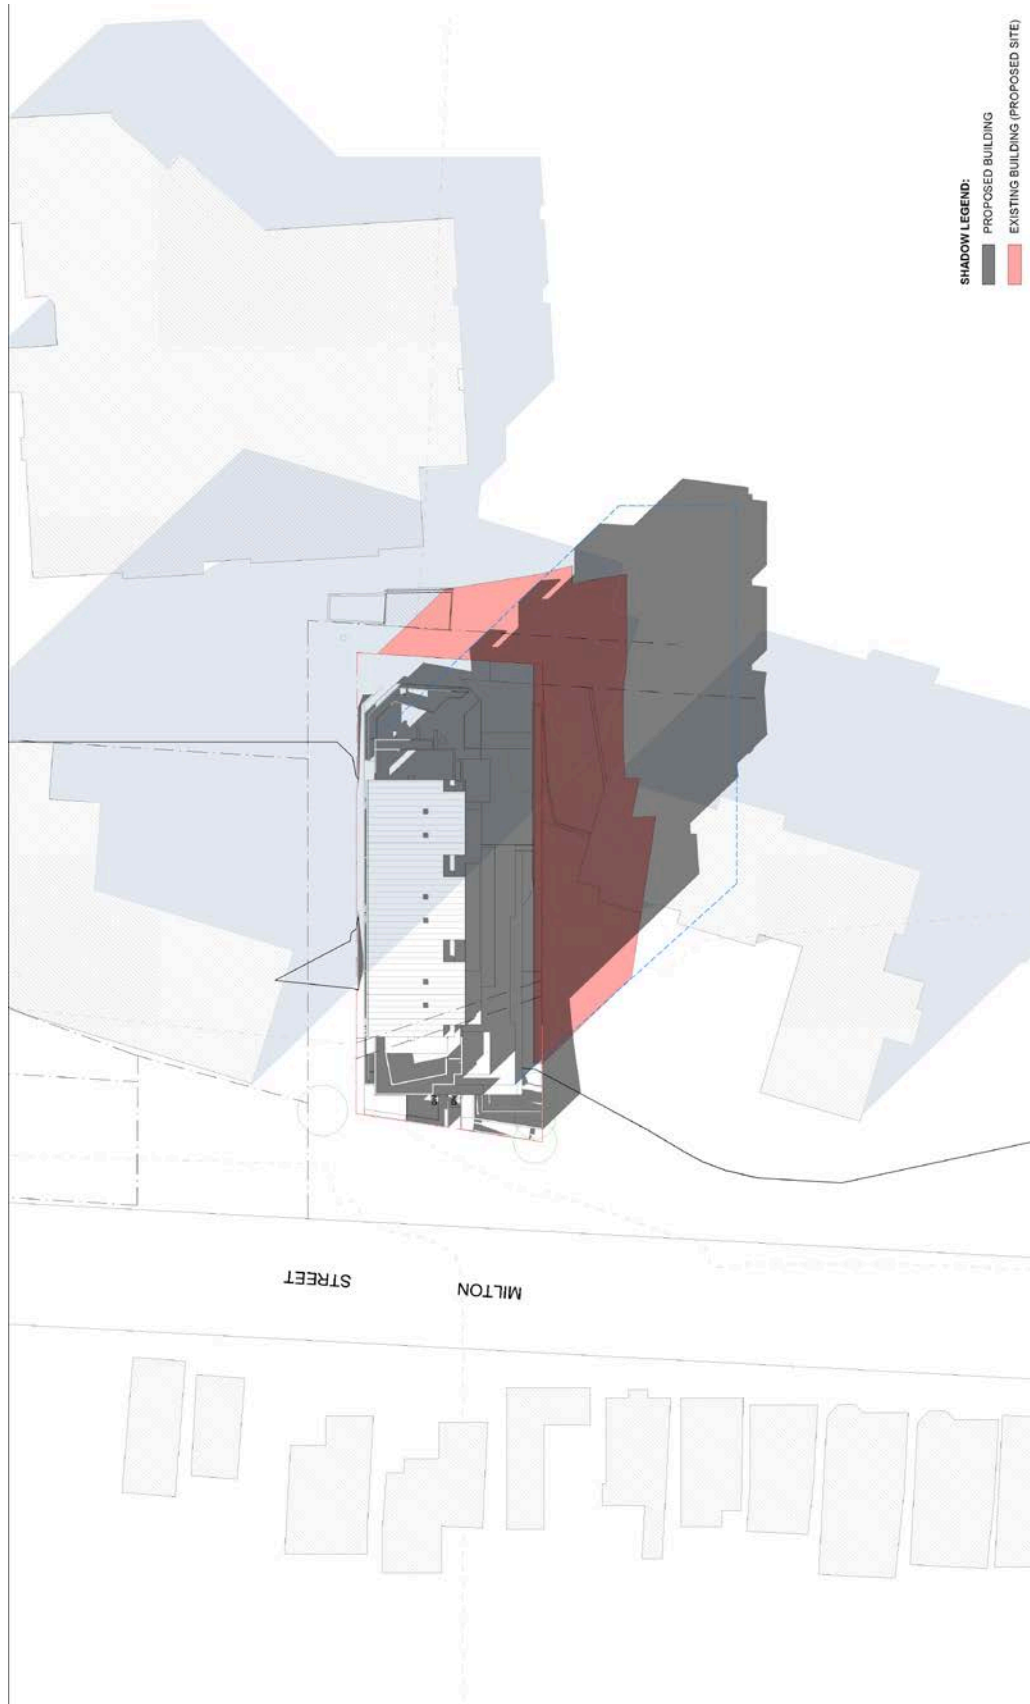 SHADOW LEGEND:
PROPOSED BUILDING
EXISTING BUILDING (PROPOSED SITE)
MILTON
STREET